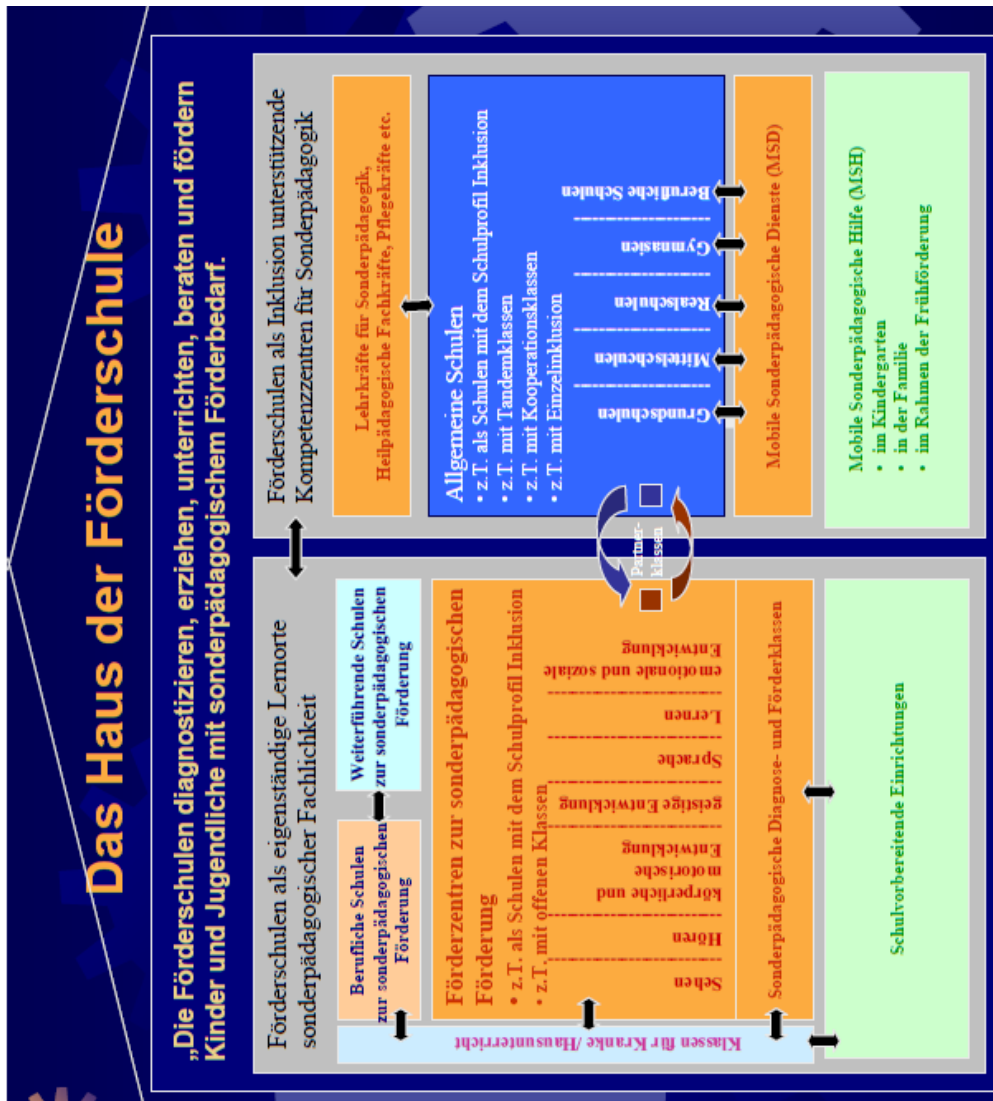 Das Haus der Förderschule
„Die Förderschulen diagnostizieren, erziehen, unterrichten, beraten und fördern
Kinder und Jugendliche mit sonderpädagogischem Förderbedarf.
Förderschulen als eigenständige Lernorte
sonderpädagogischer Fachlichkeit
Berufliche Schulen
zur sonderpädagogischen
Förderung
Weiterführende Schulen
zur sonderpädagogischen
Förderung
Klassen für Kranke/Hausunterricht
Förderzentren zur sonderpädagogischen
Förderung
• z.T. als Schulen mit dem Schulprofil Inklusion
• z.T. mit offenen Klassen
Sehen
Hören
körperliche und
motorische
Entwicklung
geistige Entwicklung
Sprache
Lernen
emotionale und soziale
Entwicklung
Sonderpädagogische Diagnose- und Förderklassen
Schulvorbereitende Einrichtungen
Partner-
klassen
Förderschulen als Inklusion unterstützende
Kompetenzzentren für Sonderpädagogik
Lehrkräfte für Sonderpädagogik,
Heilpädagogische Fachkräfte, Pflegekräfte etc.
Allgemeine Schulen
• z.T. als Schulen mit dem Schulprofil Inklusion
• z.T. mit Tandemklassen
• z.T. mit Kooperationsklassen
• z.T. mit Einzelinklusion
Grundschulen
Mittelschculen
Realschulen
Gymnasien
Berufliche Schulen
Mobile Sonderpädagogische Dienste (MSD)
Mobile Sonderpädagogische Hilfe (MSH)
• im Kindergarten
• in der Familie
• im Rahmen der Frühförderung